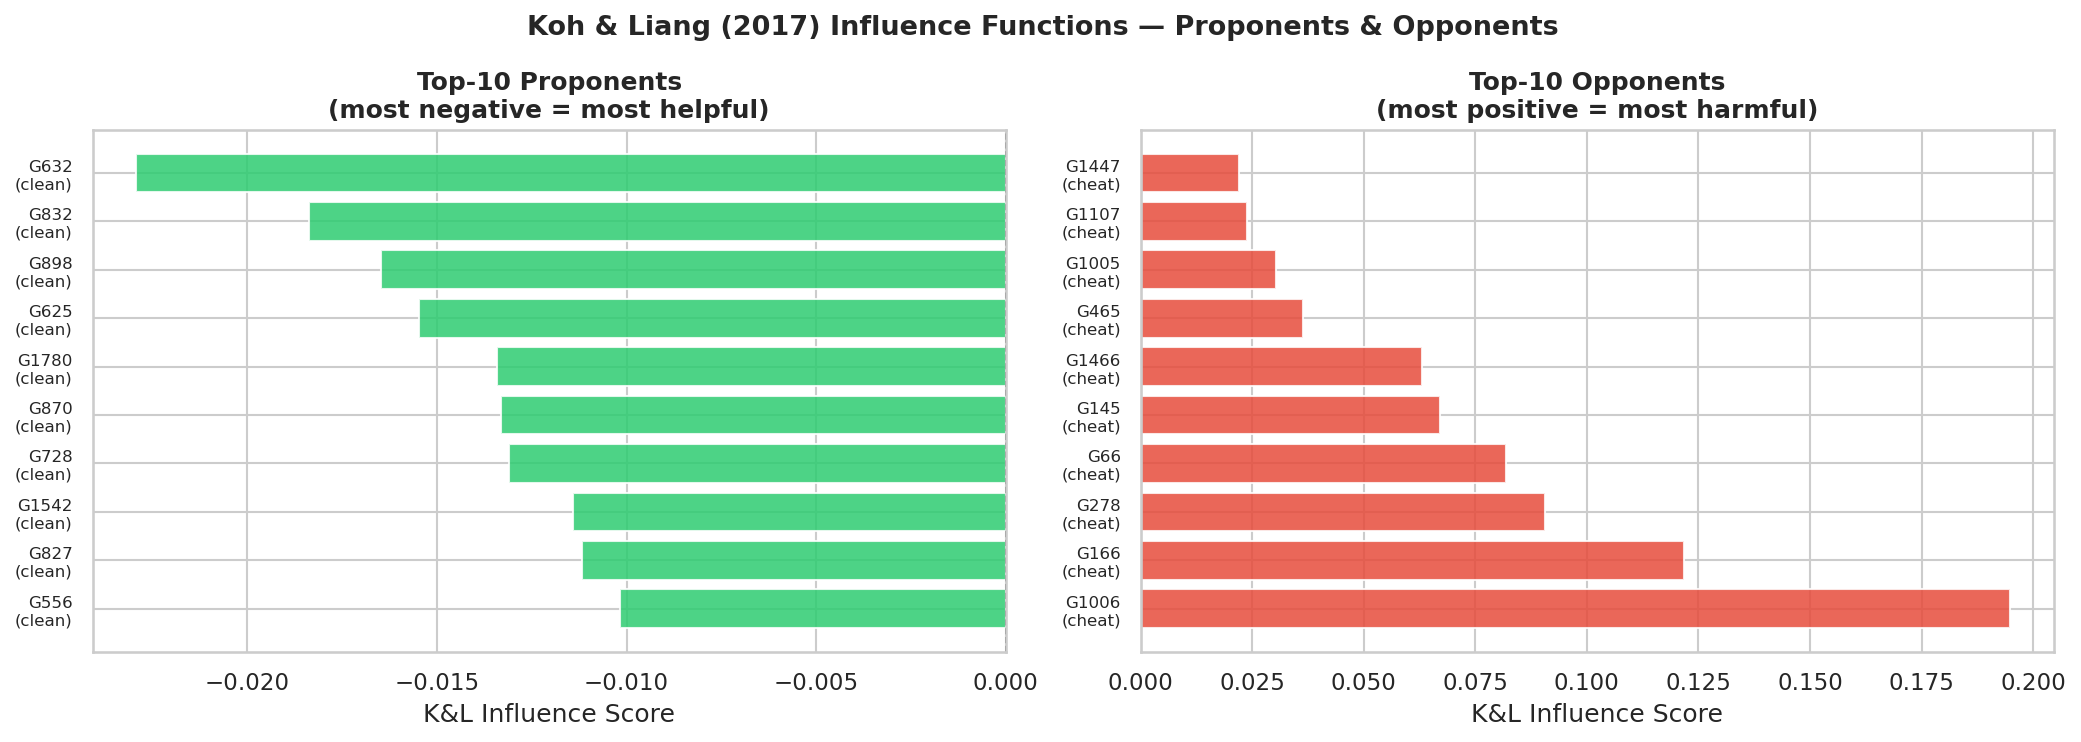 Koh & Liang (2017) Influence Functions — Proponents & Opponents
Top-10 Proponents
(most negative = most helpful)
G632
(clean)
G832
(clean)
G898
(clean)
G625
(clean)
G1780
(clean)
G870
(clean)
G728
(clean)
G1542
(clean)
G827
(clean)
G556
(clean)
−0.020 −0.015 −0.010 −0.005 0.000
K&L Influence Score
Top-10 Opponents
(most positive = most harmful)
G1447
(cheat)
G1107
(cheat)
G1005
(cheat)
G465
(cheat)
G1466
(cheat)
G145
(cheat)
G66
(cheat)
G278
(cheat)
G166
(cheat)
G1006
(cheat)
0.000 0.025 0.050 0.075 0.100 0.125 0.150 0.175 0.200
K&L Influence Score